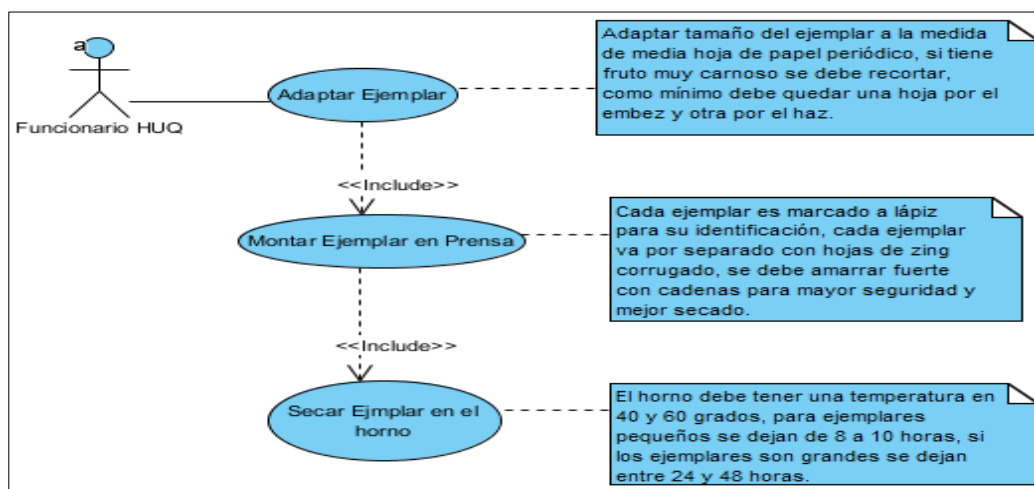 a
Funcionario HUQ
Adaptar Ejemplar
Adaptar tamaño del ejemplar a la medida
de media hoja de papel periódico, si tiene
fruto muy carnoso se debe recortar,
como mínimo debe quedar una hoja por el
embez y otra por el haz.
<<Include>>
Montar Ejemplar en Prensa
Cada ejemplar es marcado a lápiz
para su identificación, cada ejemplar
va por separado con hojas de zing
corrugado, se debe amarrar fuerte
con cadenas para mayor seguridad y
mejor secado.
<<Include>>
Secar Ejmplar en el
horno
El horno debe tener una temperatura en
40 y 60 grados, para ejemplares
pequeños se dejan de 8 a 10 horas, si
los ejemplares son grandes se dejan
entre 24 y 48 horas.